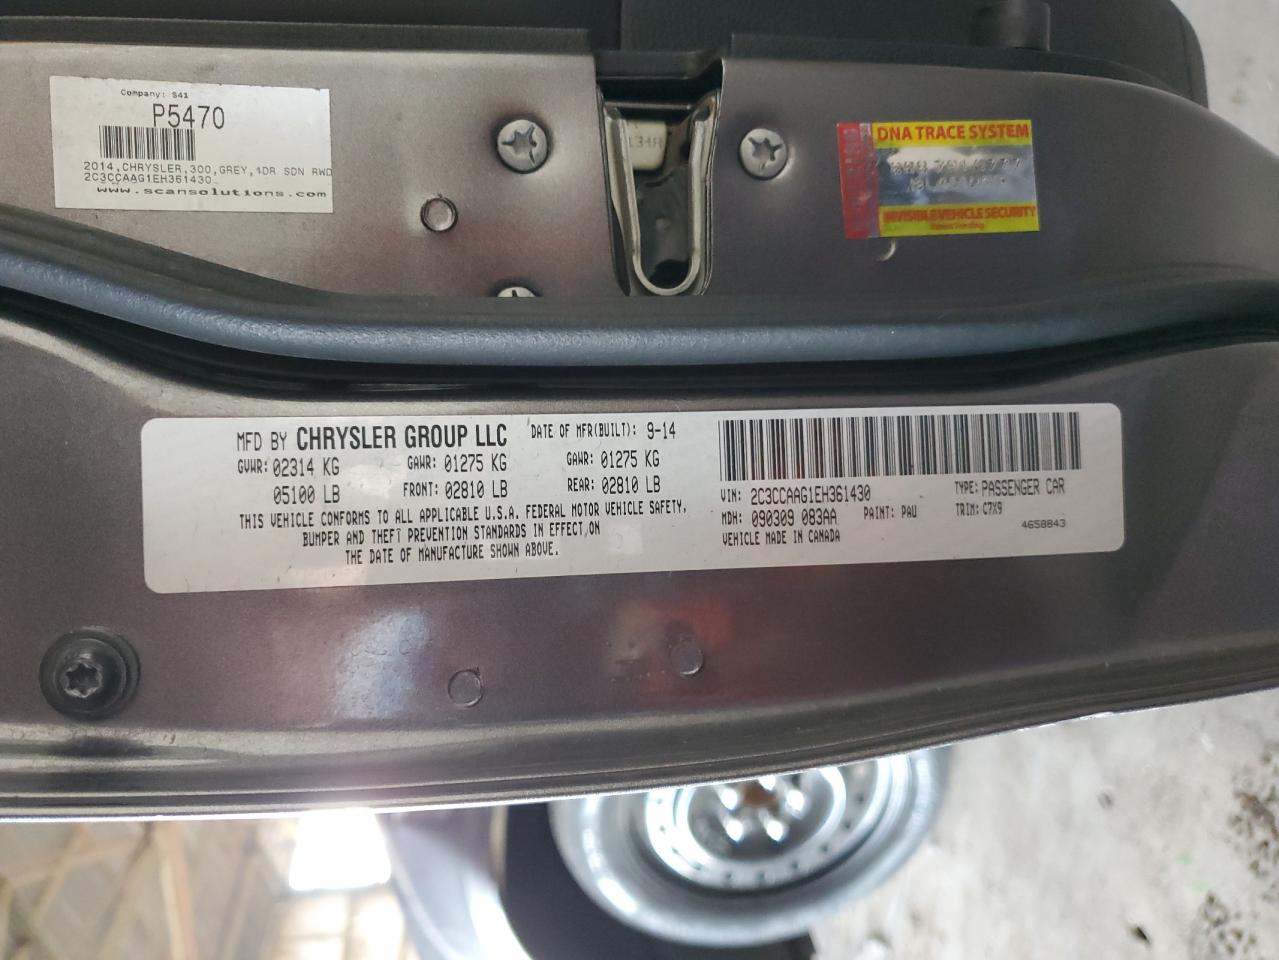 Company: S41
P5470
2014,CHRYSLER,300,GREY,4DR SDN RWD
2C3CCAAG1EH361430
www.scansolutions.com
DNA TRACE SYSTEM
INVISIBLE VEHICLE SECURITY
MFD BY CHRYSLER GROUP LLC DATE OF MFR(BUILT): 9-14
GVWR: 02314 KG GAWR: 01275 KG GAWR: 01275 KG
05100 LB FRONT: 02810 LB REAR: 02810 LB
THIS VEHICLE CONFORMS TO ALL APPLICABLE U.S.A. FEDERAL MOTOR VEHICLE SAFETY,
BUMPER AND THEFT PREVENTION STANDARDS IN EFFECT ON
THE DATE OF MANUFACTURE SHOWN ABOVE.
VIN: 2C3CCAAG1EH361430 TYPE: PASSENGER CAR
MDH: 090309 083AA PAINT: PAU TRIM: C7X9
VEHICLE MADE IN CANADA 4658843